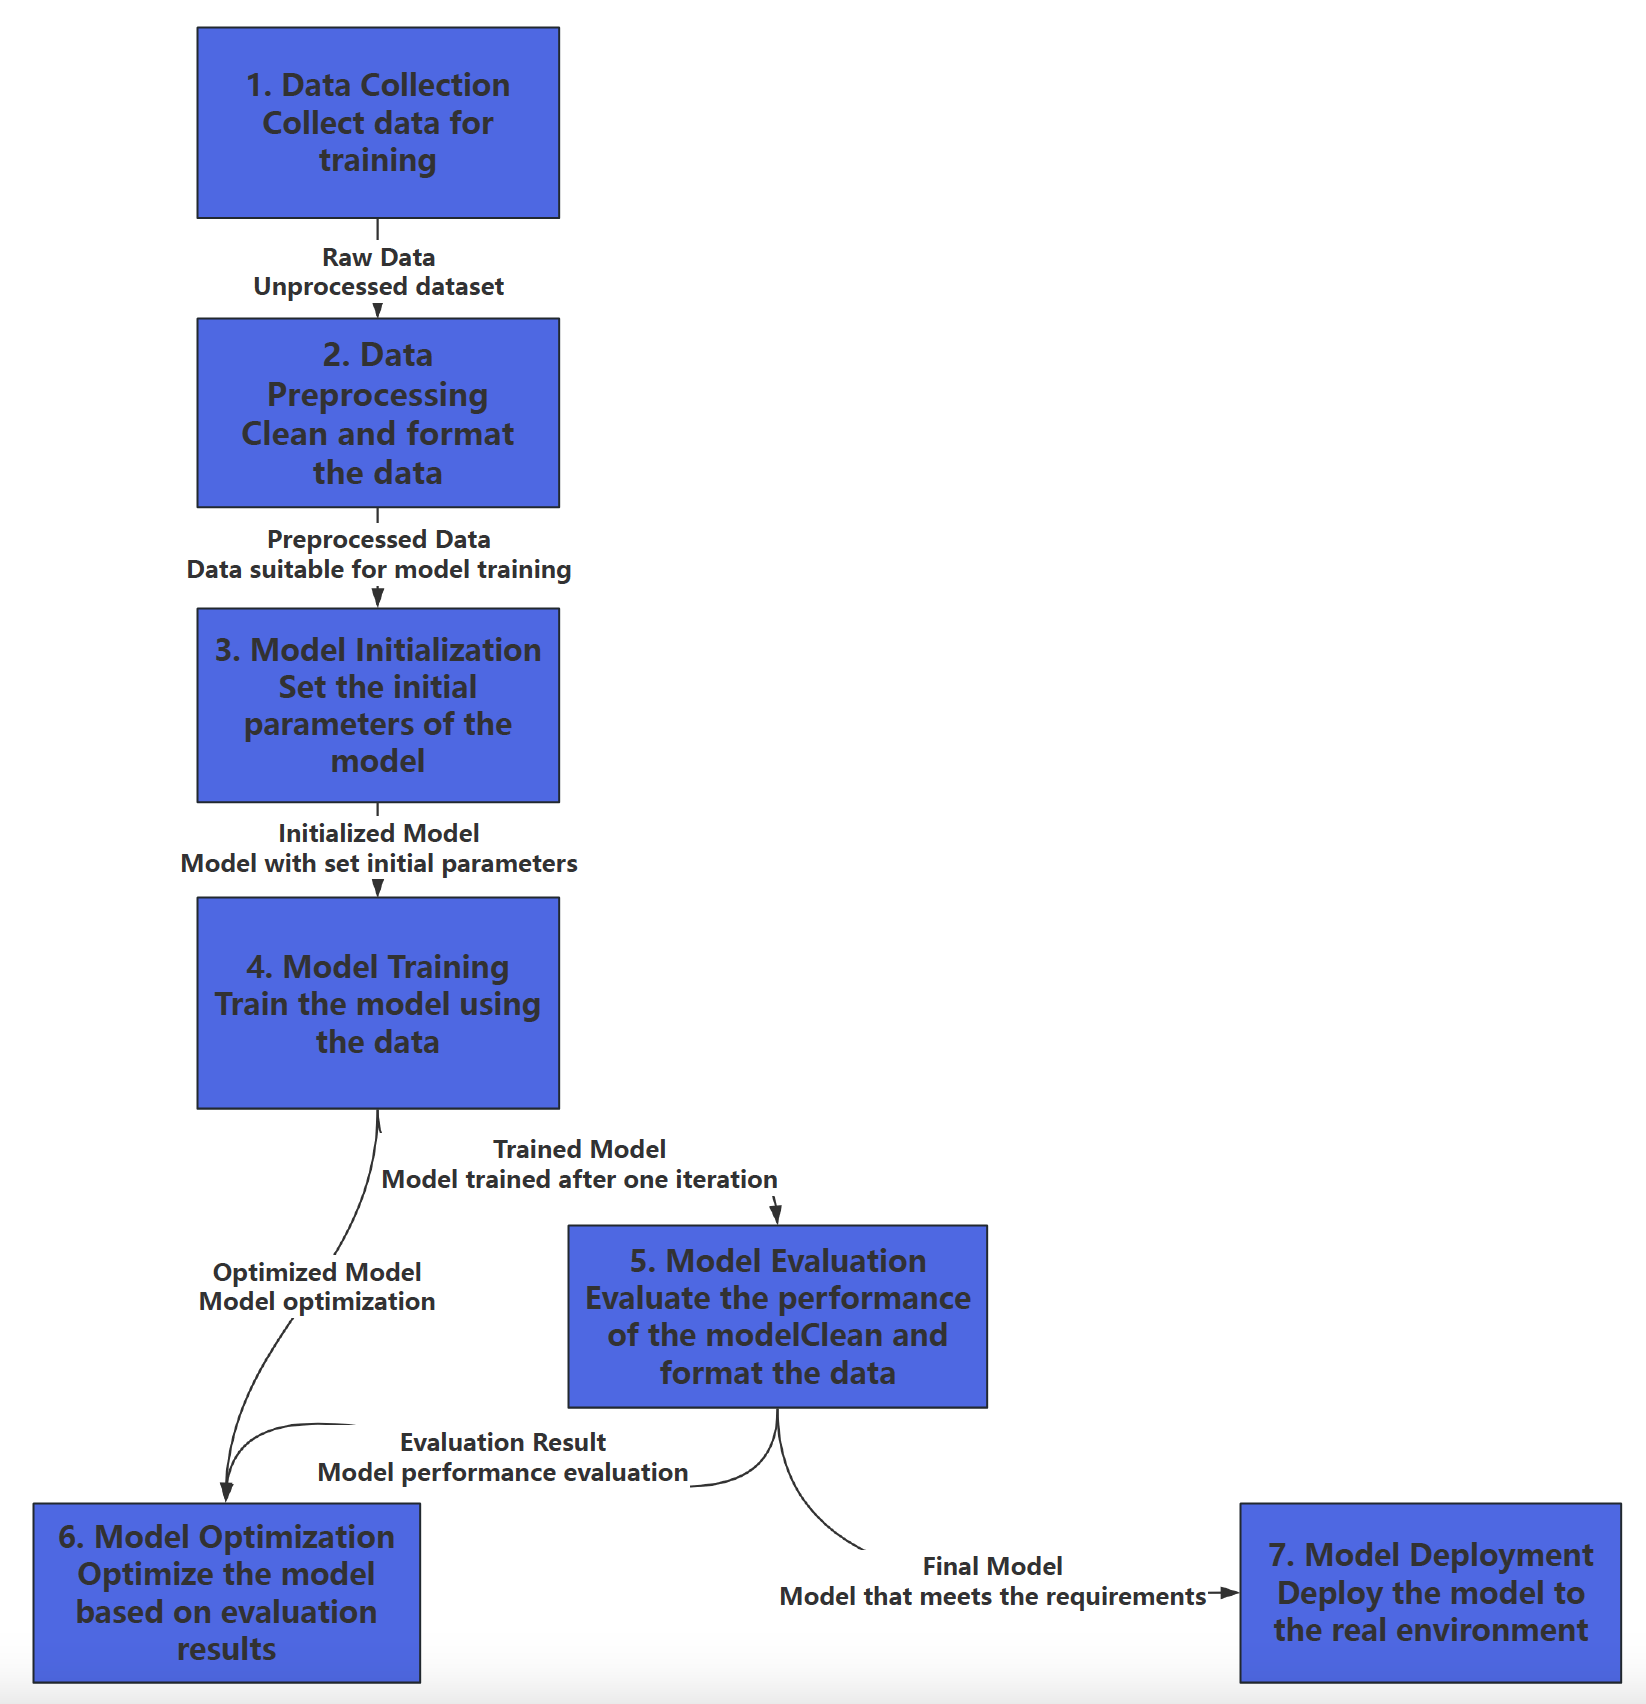 1. Data Collection
Collect data for
training
Raw Data
Unprocessed dataset
2. Data
Preprocessing
Clean and format
the data
Preprocessed Data
Data suitable for model training
3. Model Initialization
Set the initial
parameters of the
model
Initialized Model
Model with set initial parameters
4. Model Training
Train the model using
the data
Trained Model
Model trained after one iteration
Optimized Model
Model optimization
5. Model Evaluation
Evaluate the performance
of the modelClean and
format the data
Evaluation Result
Model performance evaluation
6. Model Optimization
Optimize the model
based on evaluation
results
Final Model
Model that meets the requirements
7. Model Deployment
Deploy the model to
the real environment